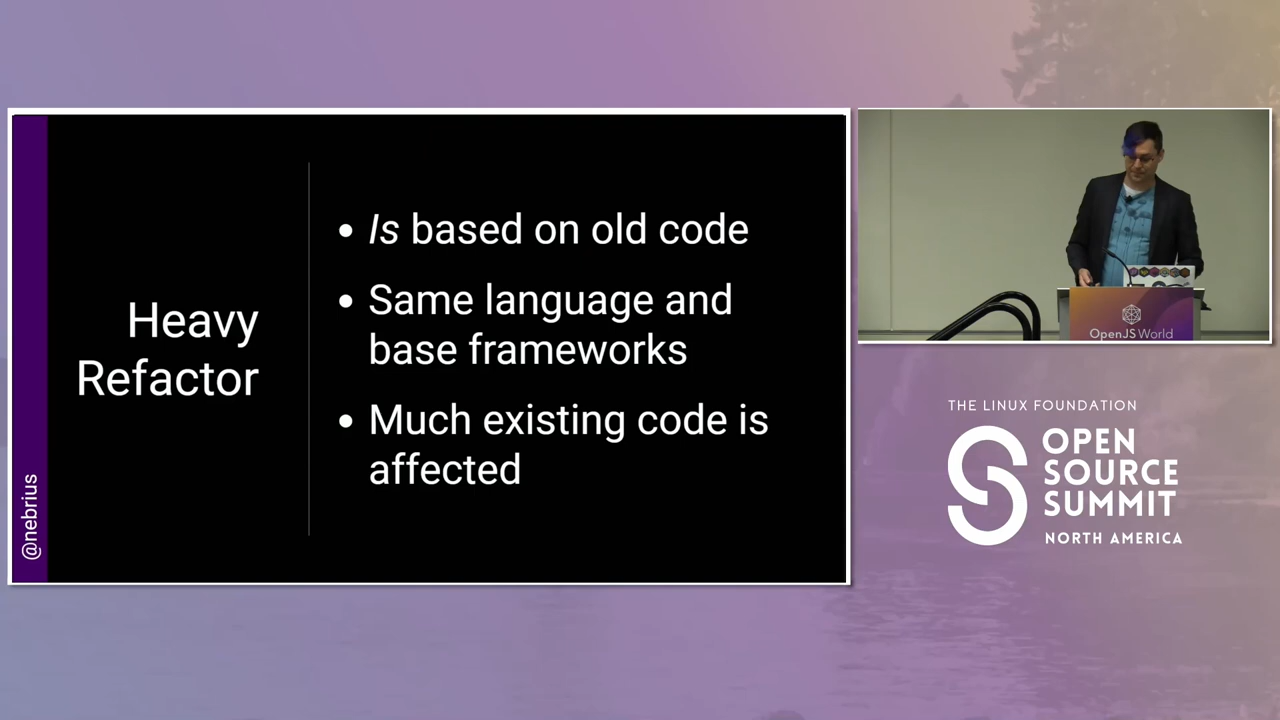 Heavy
Refactor
• Is based on old code
• Same language and
base frameworks
• Much existing code is
affected
@nebrius
OpenJS World
THE LINUX FOUNDATION
OPEN
SOURCE
SUMMIT
NORTH AMERICA